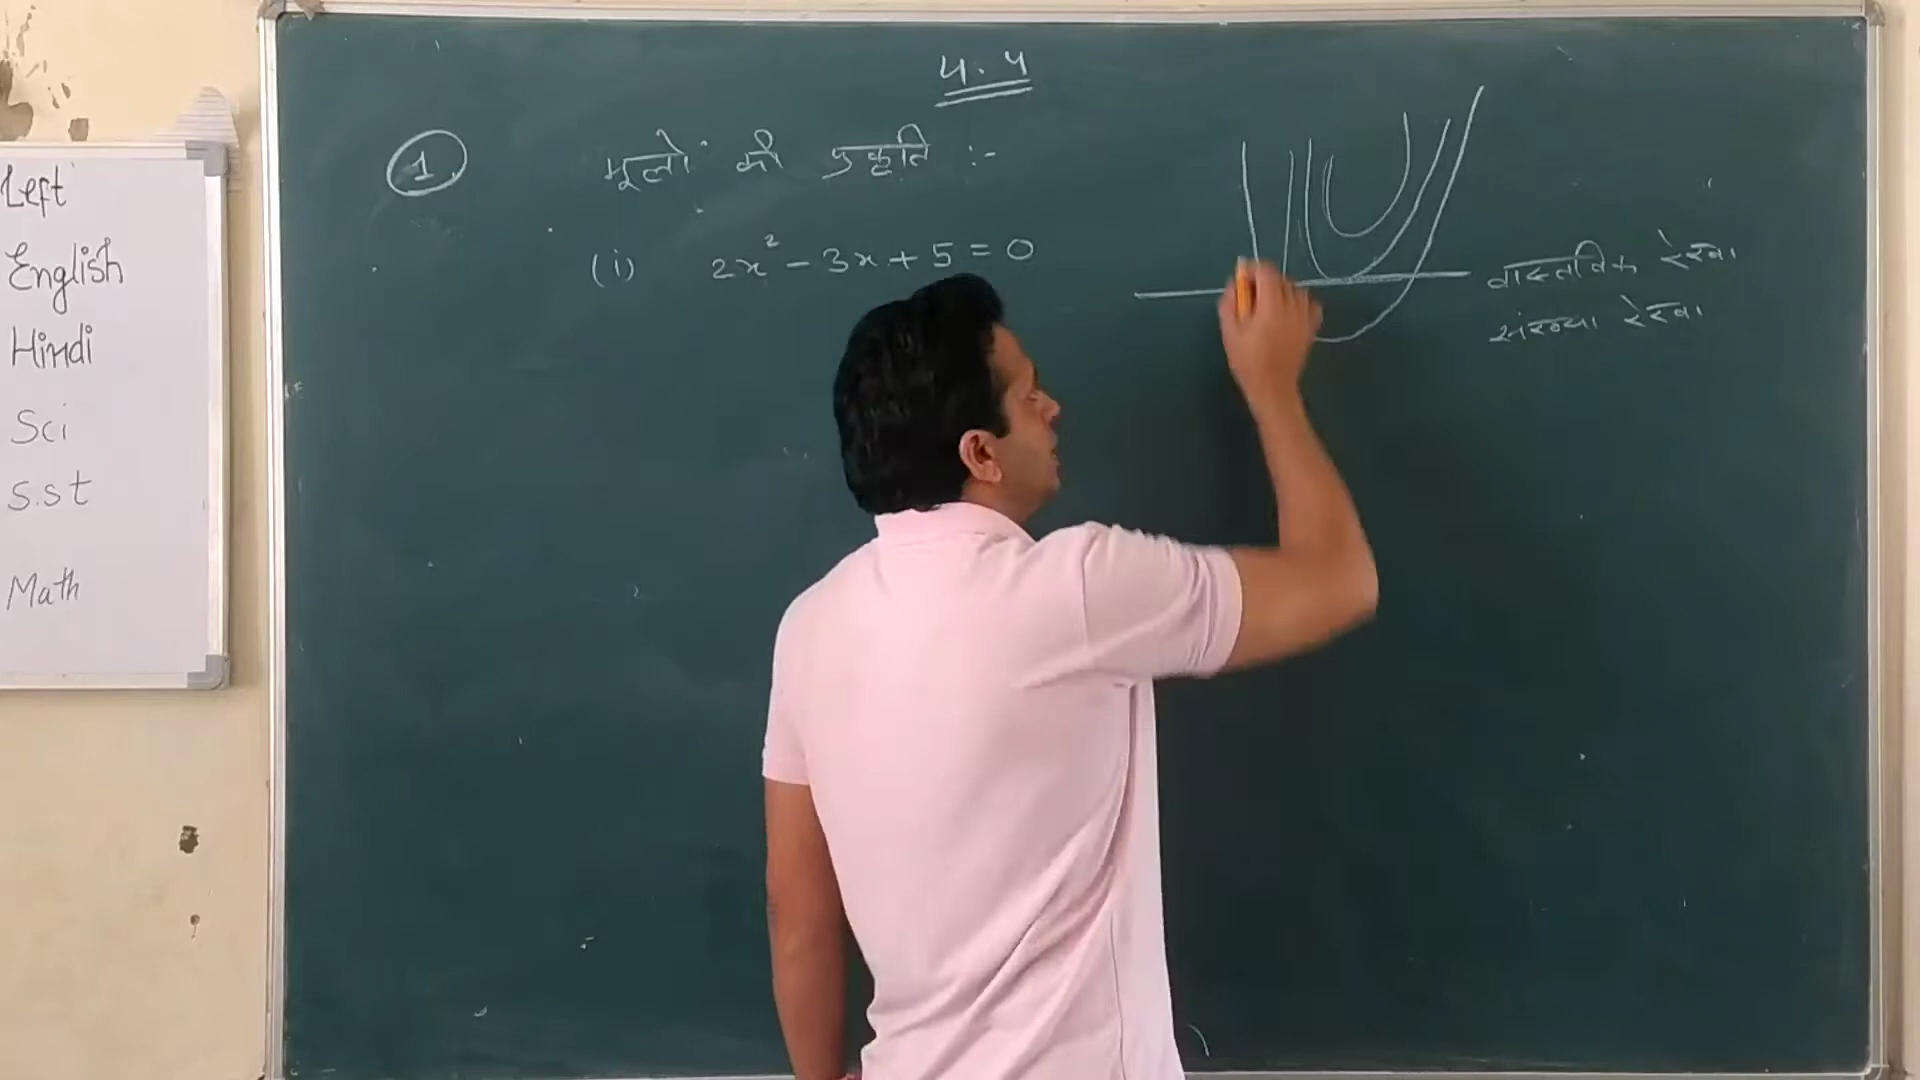 4.4
1
मूलों की प्रकृति :-
(i) 2x² - 3x + 5 = 0
वास्तविक रेखा
संख्या रेखा
Left
English
Hindi
Sci
S.st
Math